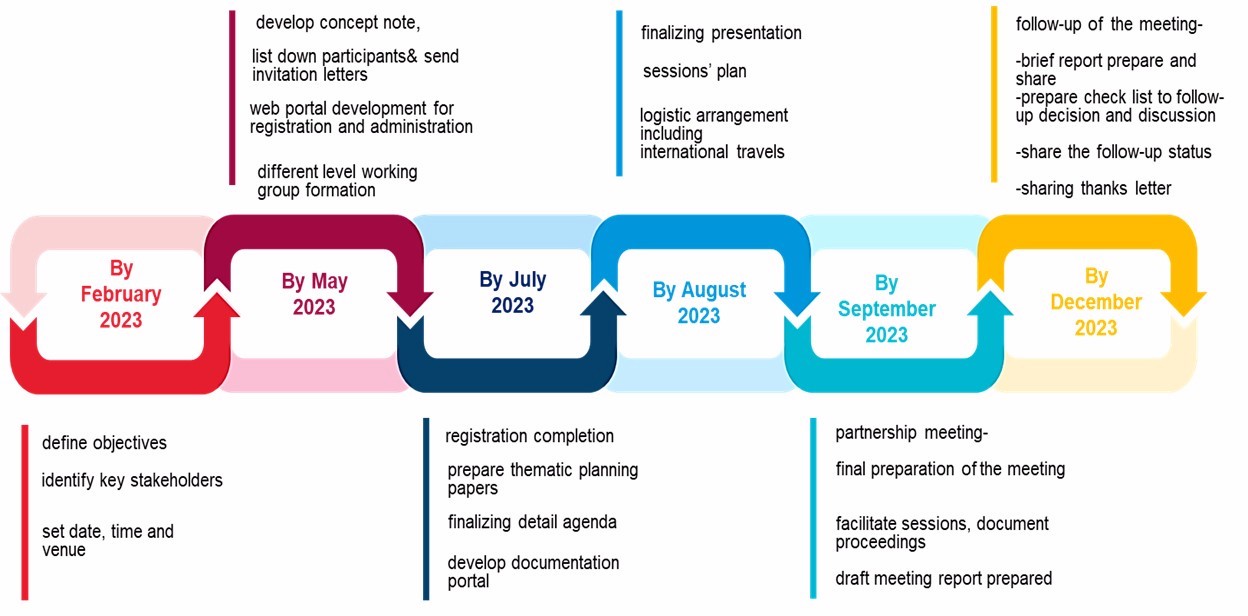 By
February
2023
define objectives
identify key stakeholders
set date, time and
venue
develop concept note,
list down participants& send
invitation letters
web portal development for
registration and administration
different level working
group formation
By May
2023
By July
2023
registration completion
prepare thematic planning
papers
finalizing detail agenda
develop documentation
portal
finalizing presentation
sessions’ plan
logistic arrangement
including
international travels
By August
2023
By
September
2023
partnership meeting-
final preparation of the meeting
facilitate sessions, document
proceedings
draft meeting report prepared
follow-up of the meeting-
-brief report prepare and
share
-prepare check list to follow-
up decision and discussion
-share the follow-up status
-sharing thanks letter
By
December
2023